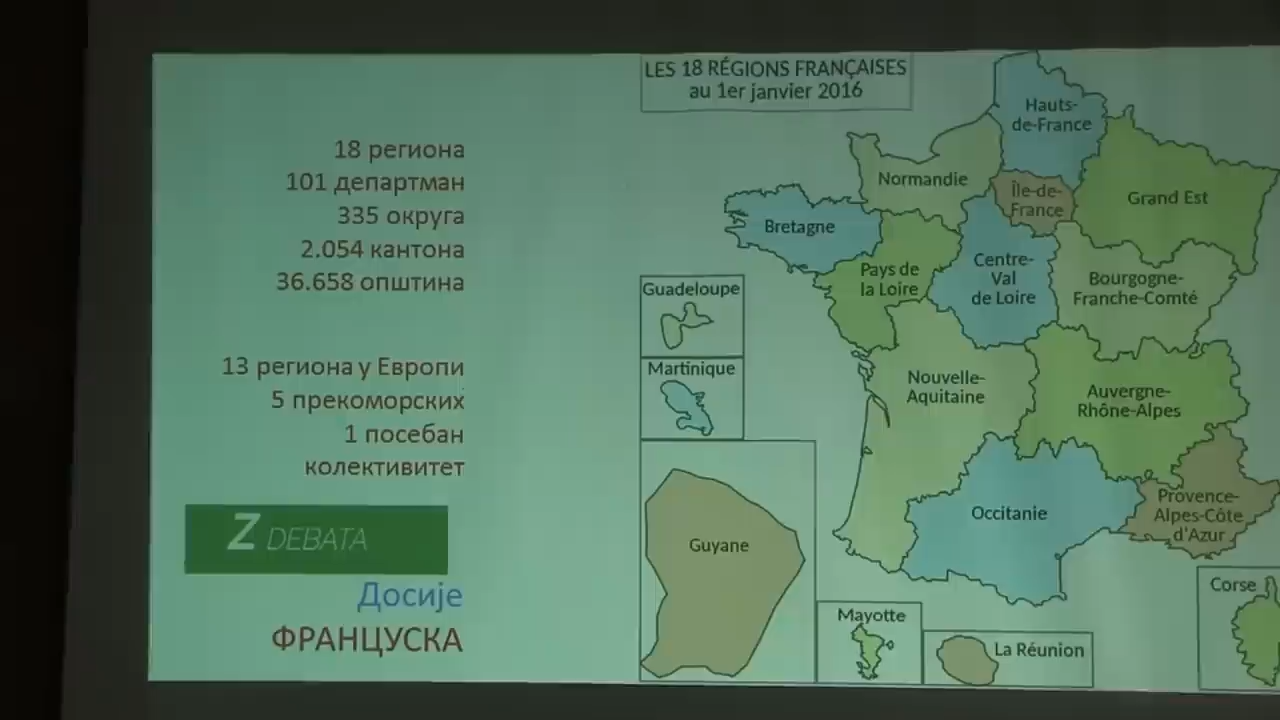 18 региона
101 департман
335 округа
2.054 кантона
36.658 општина
13 региона у Европи
5 прекоморских
1 посебан
колективитет
Z DEBATA
Досије
ФРАНЦУСКА
LES 18 RÉGIONS FRANÇAISES
au 1er janvier 2016
Hauts-
de-France
Normandie
Île-de-
France
Grand Est
Bretagne
Pays de
la Loire
Centre-
Val
de Loire
Bourgogne-
Franche-Comté
Guadeloupe
Martinique
Nouvelle-
Aquitaine
Auvergne-
Rhône-Alpes
Occitanie
Provence-
Alpes-Côte
d'Azur
Guyane
Mayotte
La Réunion
Corse